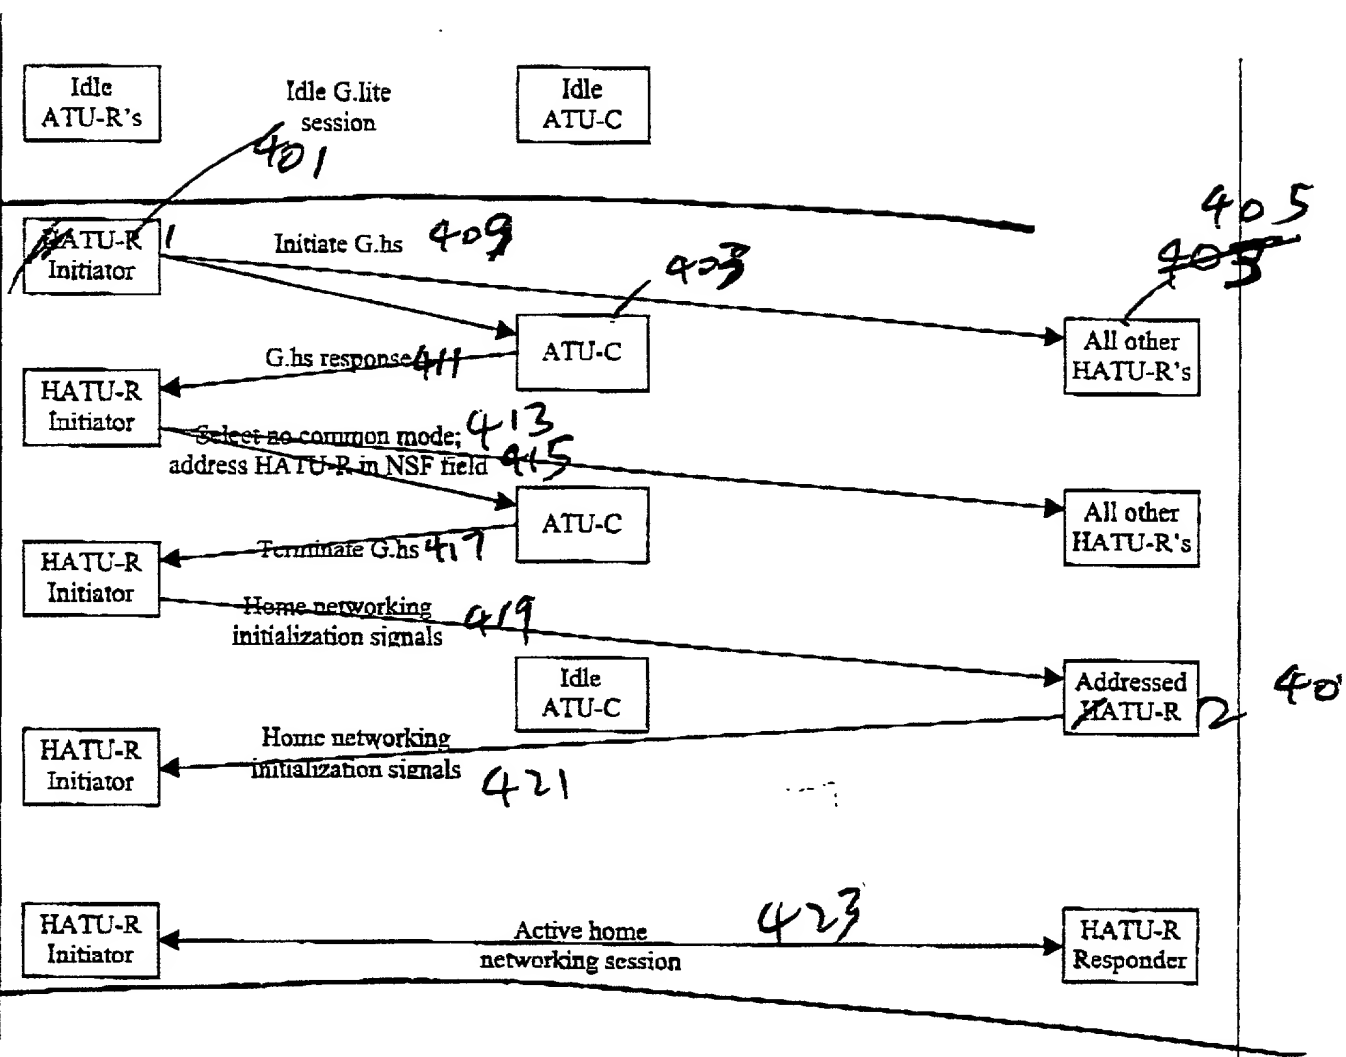 Idle
ATU-R's
Idle G.lite
session
Idle
ATU-C
401
405
HATU-R 1
Initiator
Initiate G.hs 409
403
403
ATU-C
All other
HATU-R's
G.hs response 411
HATU-R
Initiator
Select no common mode; 413
address HATU-R in NSF field 415
ATU-C
All other
HATU-R's
Terminate G.hs 417
HATU-R
Initiator
Home networking
initialization signals 419
Idle
ATU-C
Addressed
HATU-R 2
40
Home networking
initialization signals
421
HATU-R
Initiator
HATU-R
Initiator
Active home
networking session
423
HATU-R
Responder